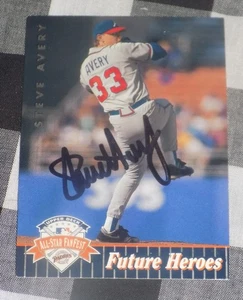 STEVE AVERY
AVERY
33
UPPER DECK
ALL-STAR FANFEST
Future Heroes